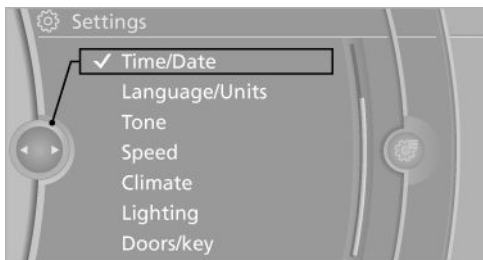 Settings
Time/Date
Language/Units
Tone
Speed
Climate
Lighting
Doors/key